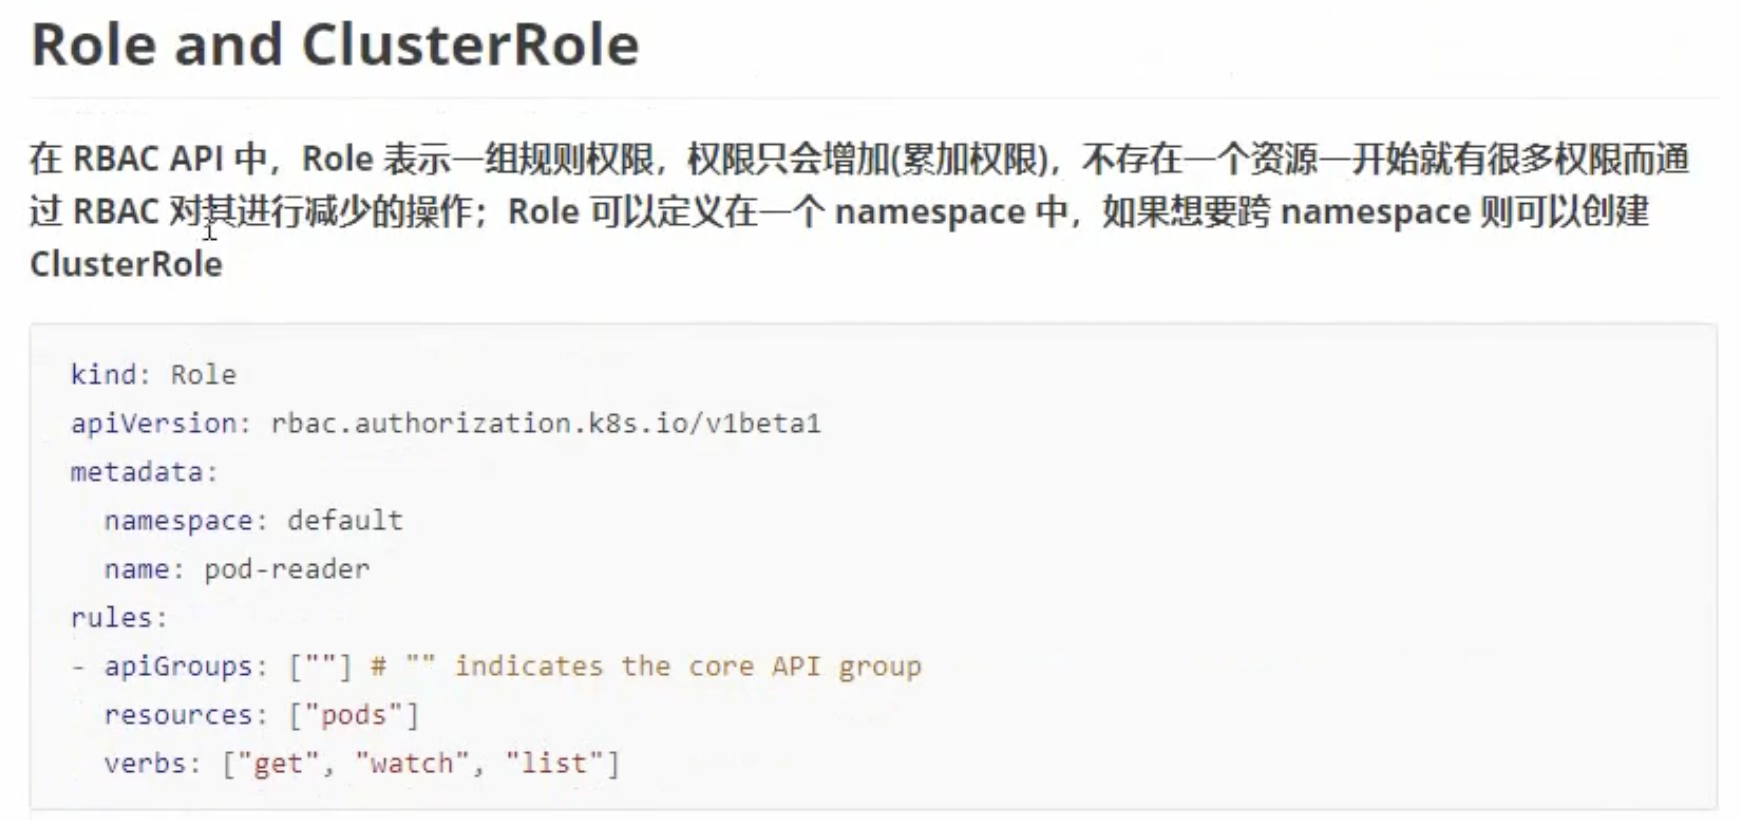 Role and ClusterRole
在 RBAC API 中，Role 表示一组规则权限，权限只会增加(累加权限)，不存在一个资源一开始就有很多权限而通
过 RBAC 对其进行减少的操作；Role 可以定义在一个 namespace 中，如果想要跨 namespace 则可以创建
ClusterRole
kind: Role
apiVersion: rbac.authorization.k8s.io/v1beta1
metadata:
  namespace: default
  name: pod-reader
rules:
- apiGroups: [""] # "" indicates the core API group
  resources: ["pods"]
  verbs: ["get", "watch", "list"]